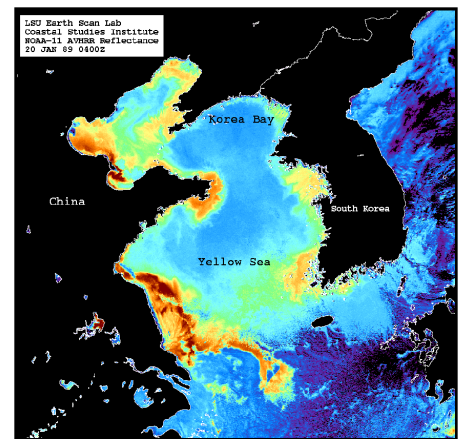 LSU Earth Scan Lab
Coastal Studies Institute
NOAA-11 AVHRR Reflectance
20 JAN 89 0400Z
Korea Bay
China
South Korea
Yellow Sea